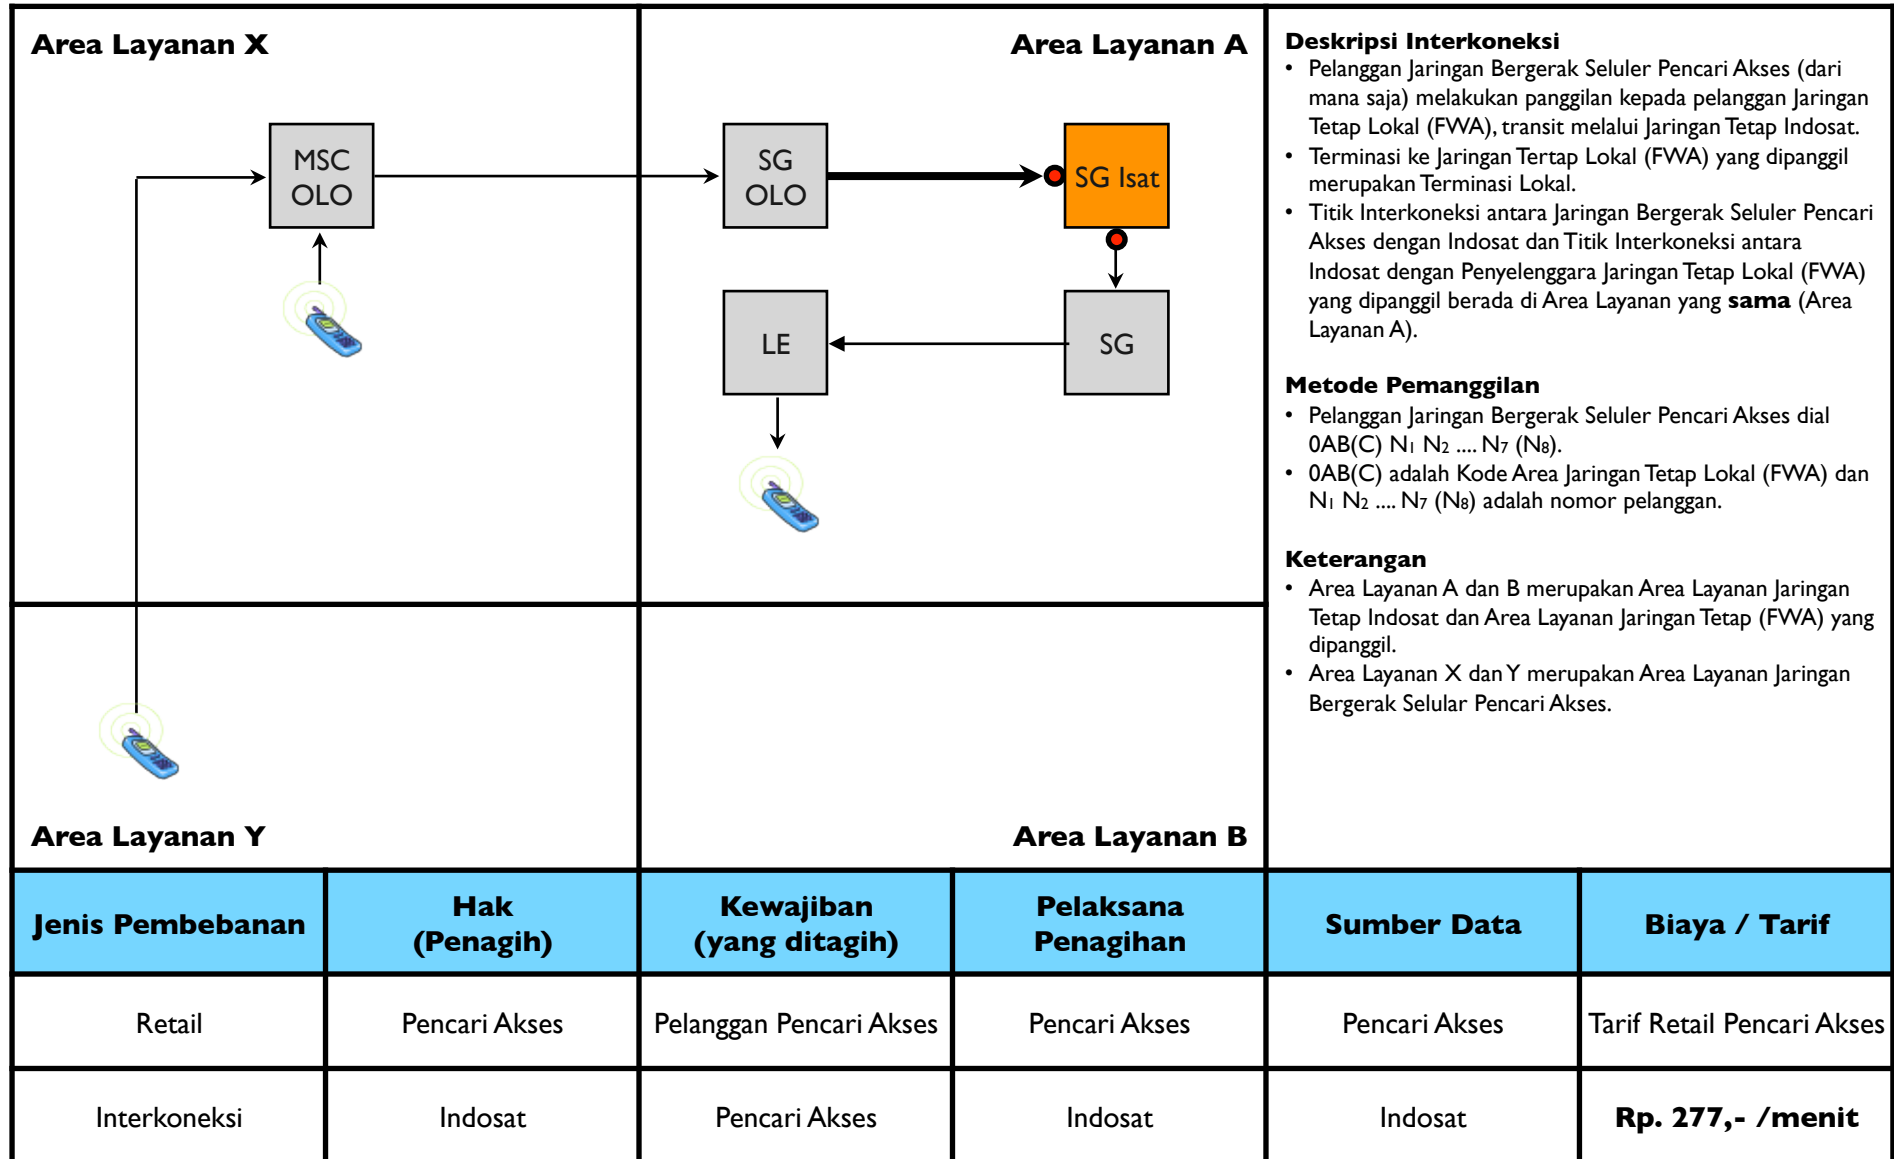 Area Layanan X
Area Layanan A
MSC
OLO
SG
OLO
SG Isat
LE
SG
Area Layanan Y
Area Layanan B
Deskripsi Interkoneksi
• Pelanggan Jaringan Bergerak Seluler Pencari Akses (dari
mana saja) melakukan panggilan kepada pelanggan Jaringan
Tetap Lokal (FWA), transit melalui Jaringan Tetap Indosat.
• Terminasi ke Jaringan Tertap Lokal (FWA) yang dipanggil
merupakan Terminasi Lokal.
• Titik Interkoneksi antara Jaringan Bergerak Seluler Pencari
Akses dengan Indosat dan Titik Interkoneksi antara
Indosat dengan Penyelenggara Jaringan Tetap Lokal (FWA)
yang dipanggil berada di Area Layanan yang sama (Area
Layanan A).
Metode Pemanggilan
• Pelanggan Jaringan Bergerak Seluler Pencari Akses dial
0AB(C) N₁ N₂ .... N₇ (N₈).
• 0AB(C) adalah Kode Area Jaringan Tetap Lokal (FWA) dan
N₁ N₂ .... N₇ (N₈) adalah nomor pelanggan.
Keterangan
• Area Layanan A dan B merupakan Area Layanan Jaringan
Tetap Indosat dan Area Layanan Jaringan Tetap (FWA) yang
dipanggil.
• Area Layanan X dan Y merupakan Area Layanan Jaringan
Bergerak Selular Pencari Akses.
Jenis Pembebanan
Hak
(Penagih)
Kewajiban
(yang ditagih)
Pelaksana
Penagihan
Sumber Data
Biaya / Tarif
Retail
Pencari Akses
Pelanggan Pencari Akses
Pencari Akses
Pencari Akses
Tarif Retail Pencari Akses
Interkoneksi
Indosat
Pencari Akses
Indosat
Indosat
Rp. 277,- /menit